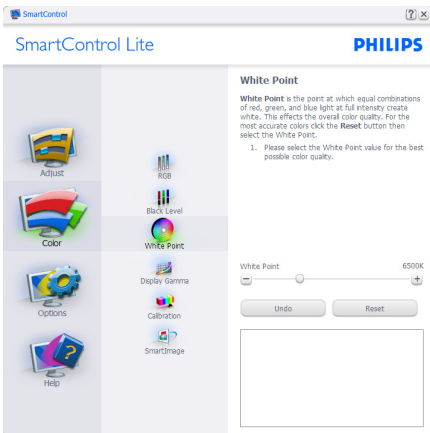 SmartControl
SmartControl Lite
PHILIPS
Adjust
Color
Options
Help
RGB
Black Level
White Point
Display Gamma
Calibration
SmartImage
White Point
White Point is the point at which equal combinations
of red, green, and blue light at full intensity create
white. This effects the overall color quality. For the
most accurate colors click the Reset button then
select the White Point.
1. Please select the White Point value for the best
possible color quality.
White Point 6500K
Undo Reset